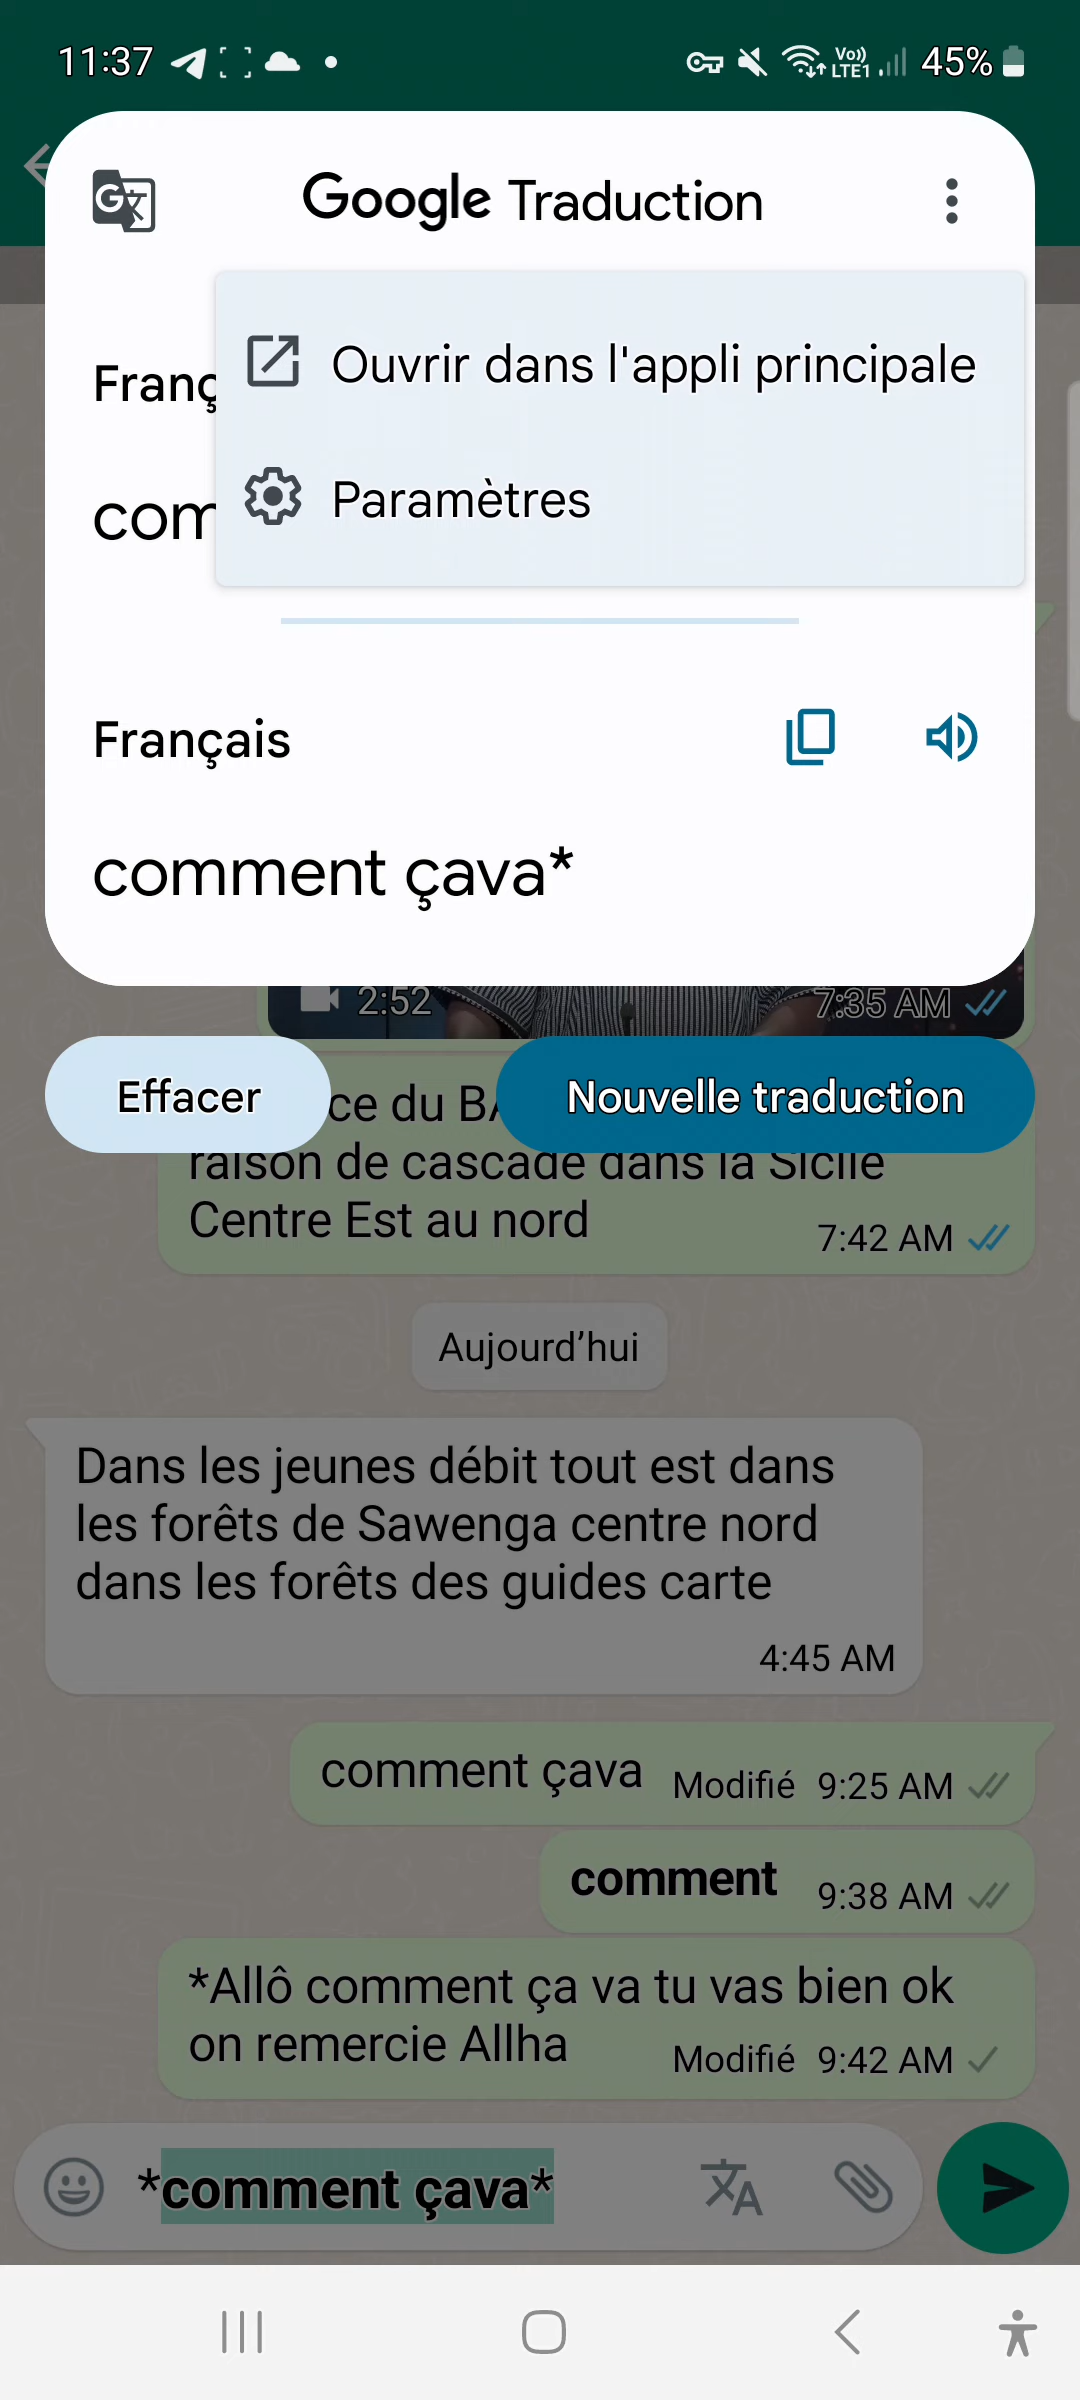 11:37
Vo)) LTE1
45%
Google Traduction
Ouvrir dans l'appli principale
Paramètres
Franç
com
Français
comment çava*
2:52
7:35 AM
Effacer
Nouvelle traduction
ce du BA
raison de cascade dans la Sicile
Centre Est au nord
7:42 AM
Aujourd’hui
Dans les jeunes débit tout est dans
les forêts de Sawenga centre nord
dans les forêts des guides carte
4:45 AM
comment çava Modifié 9:25 AM
comment 9:38 AM
*Allô comment ça va tu vas bien ok
on remercie Allha Modifié 9:42 AM
*comment çava*